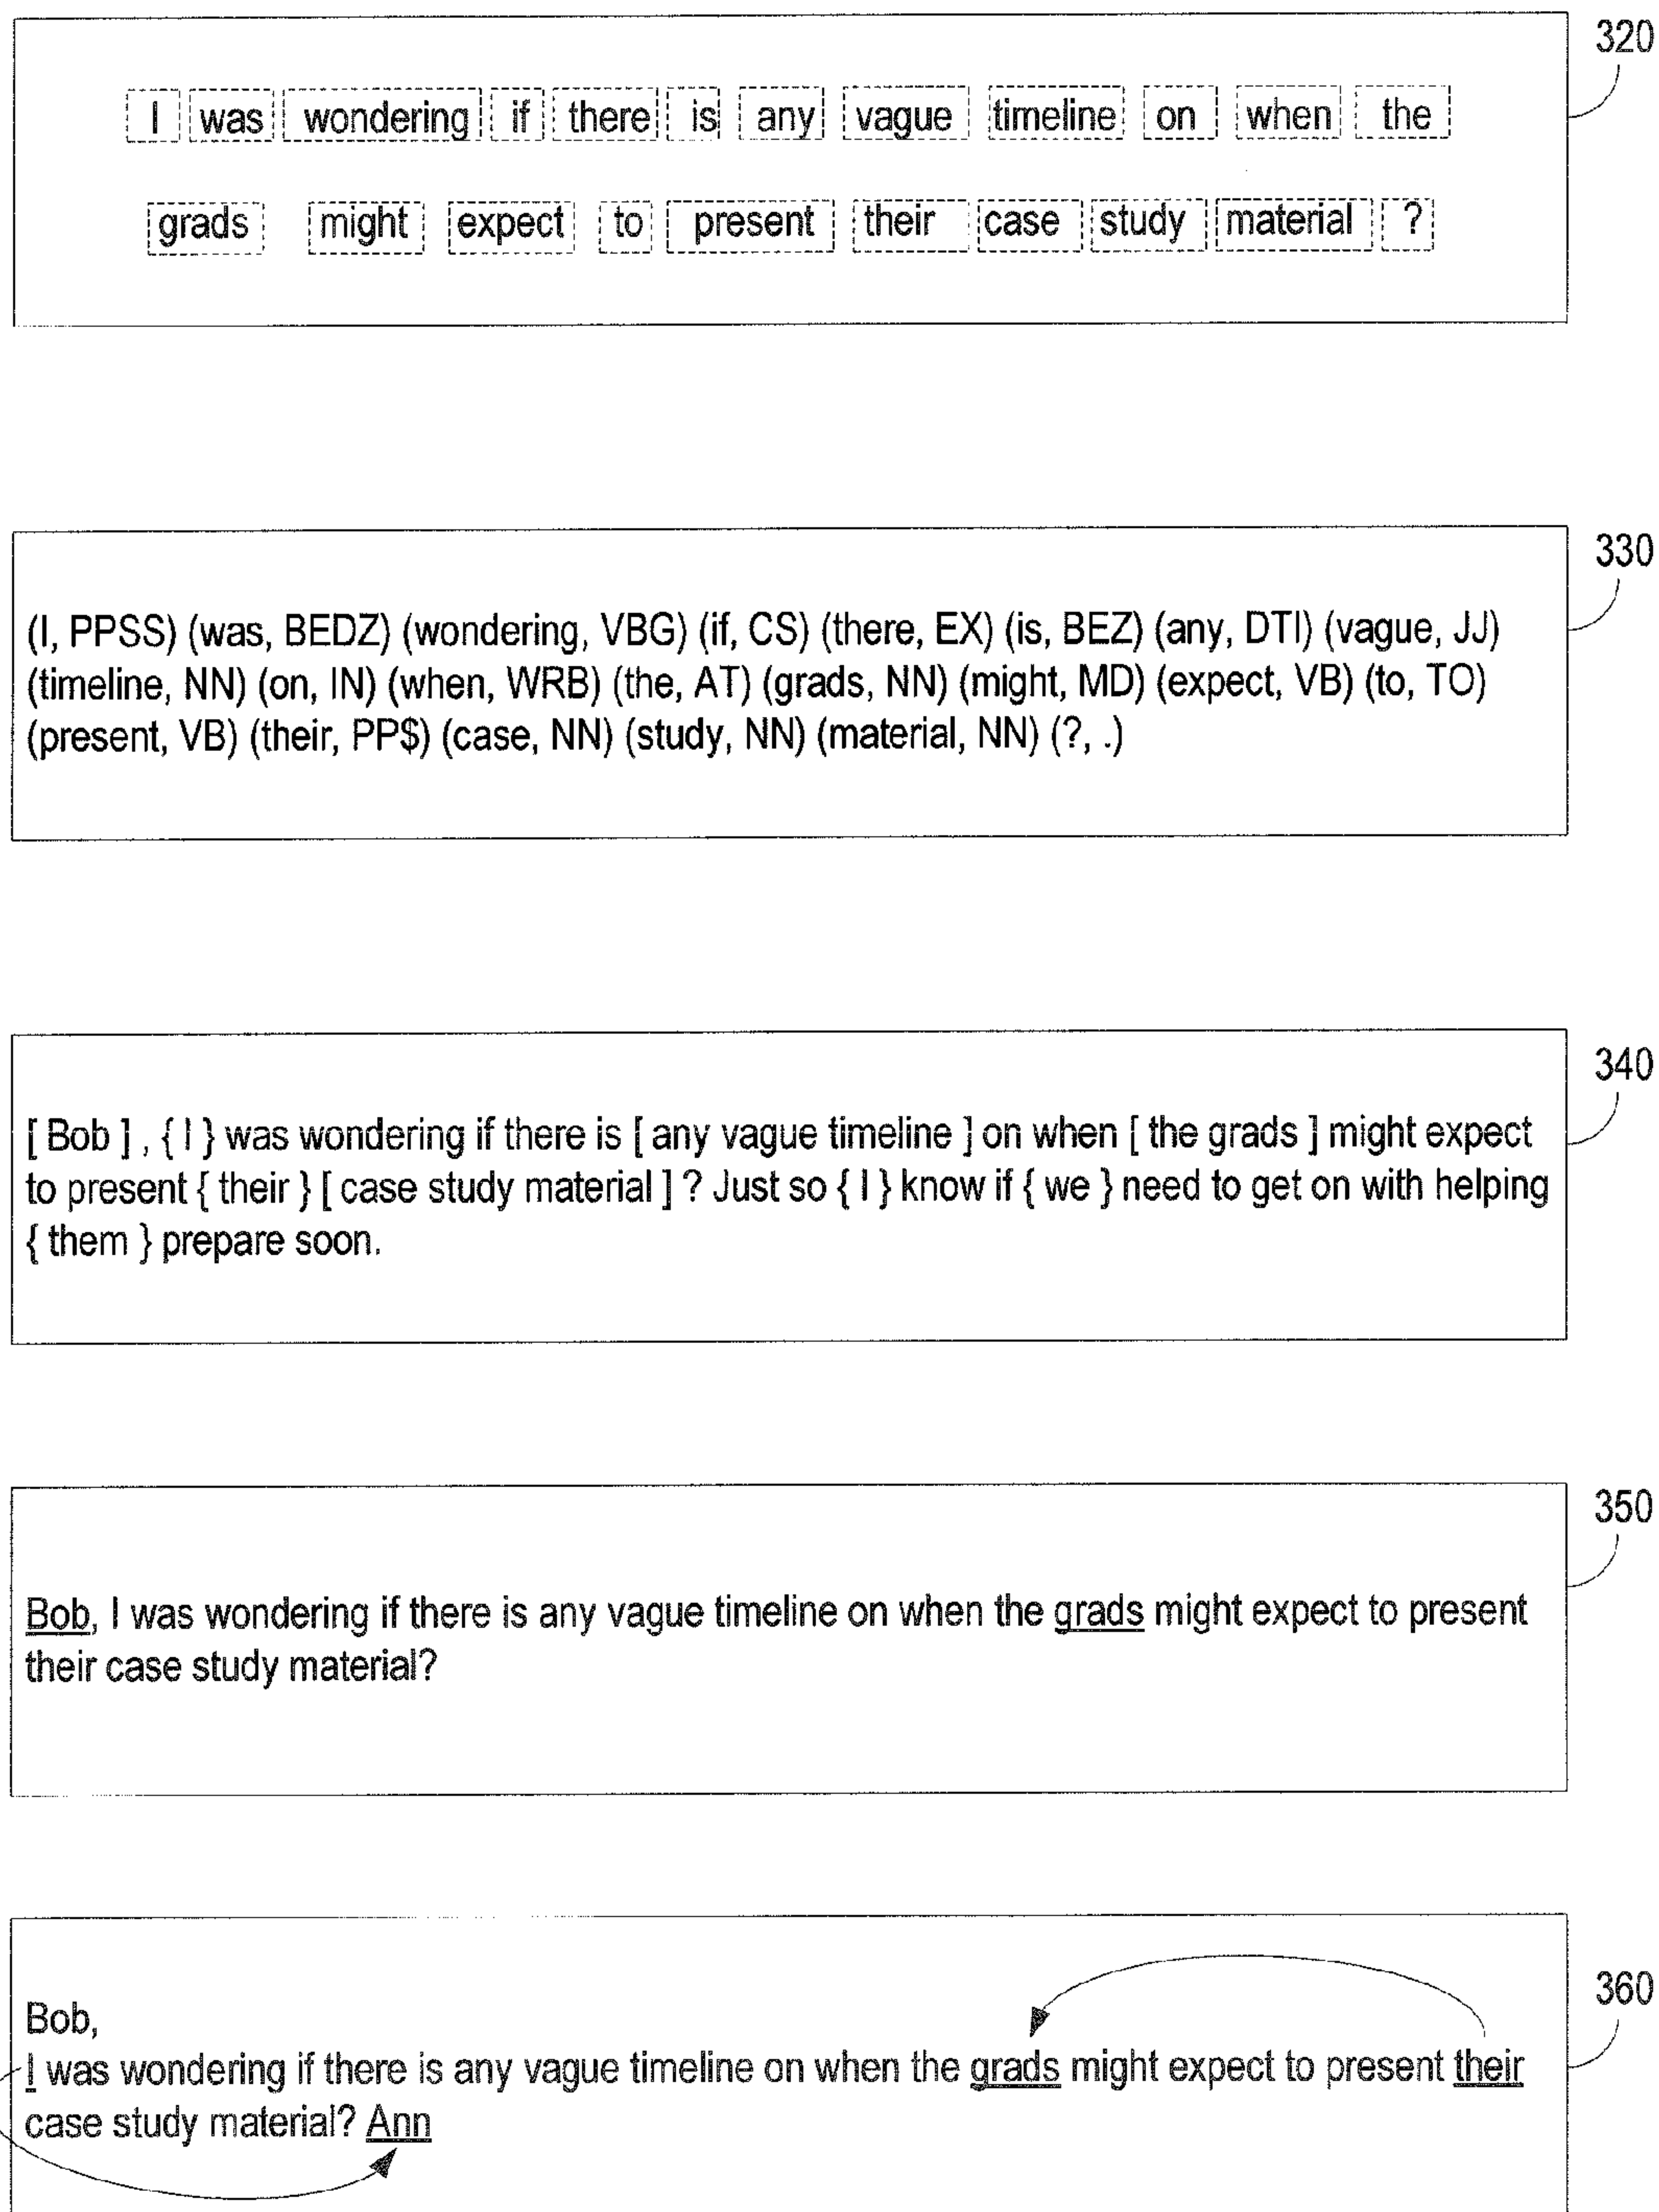 320
I was wondering if there is any vague timeline on when the
grads might expect to present their case study material ?
330
(I, PPSS) (was, BEDZ) (wondering, VBG) (if, CS) (there, EX) (is, BEZ) (any, DTI) (vague, JJ)
(timeline, NN) (on, IN) (when, WRB) (the, AT) (grads, NN) (might, MD) (expect, VB) (to, TO)
(present, VB) (their, PP$) (case, NN) (study, NN) (material, NN) (?, .)
340
[ Bob ] , { I } was wondering if there is [ any vague timeline ] on when [ the grads ] might expect
to present { their } [ case study material ] ? Just so { I } know if { we } need to get on with helping
{ them } prepare soon.
350
Bob, I was wondering if there is any vague timeline on when the grads might expect to present
their case study material?
360
Bob,
I was wondering if there is any vague timeline on when the grads might expect to present their
case study material? Ann